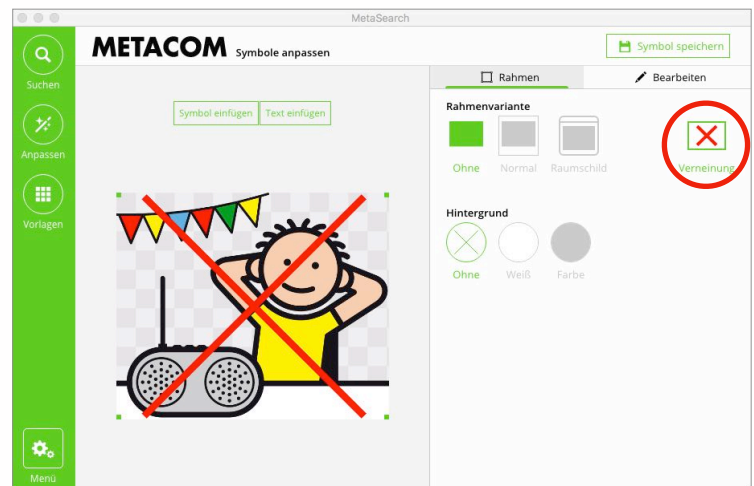 MetaSearch
METACOM Symbole anpassen
Symbol speichern
Suchen
Anpassen
Vorlagen
Menü
Symbol einfügen
Text einfügen
Rahmen
Bearbeiten
Rahmenvariante
Ohne
Normal
Raumschild
Verneinung
Hintergrund
Ohne
Weiß
Farbe